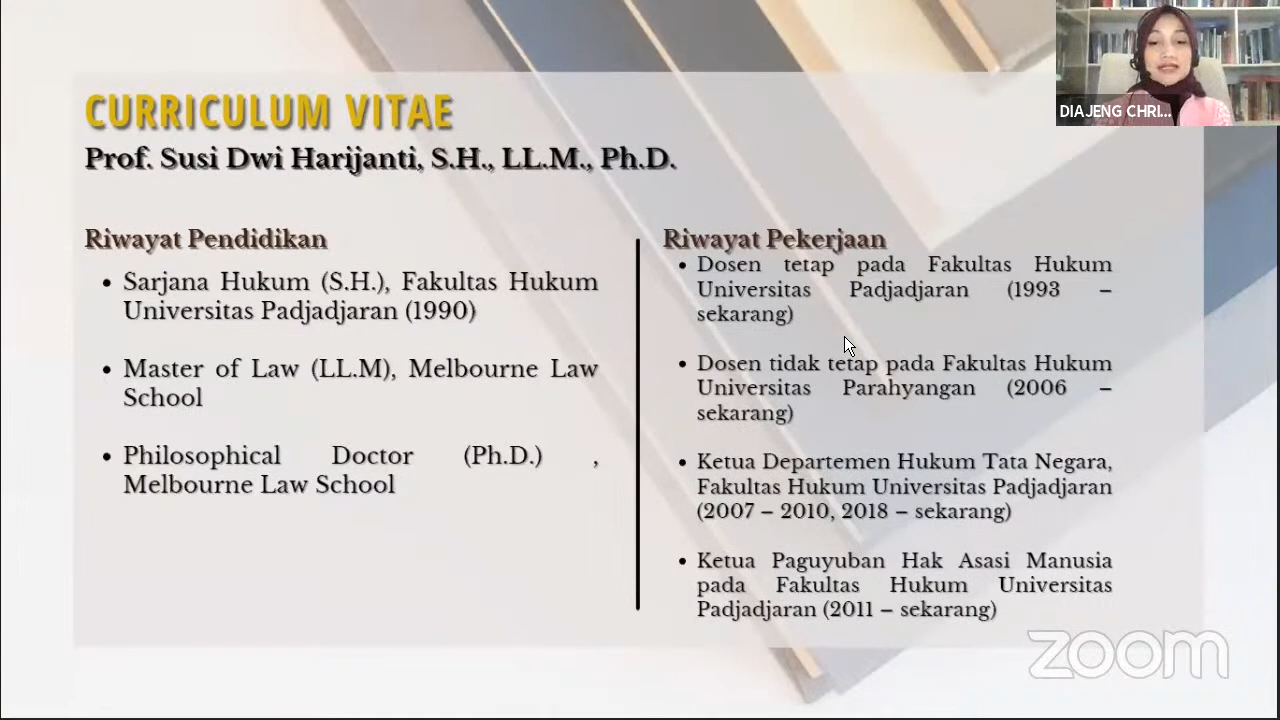 CURRICULUM VITAE
Prof. Susi Dwi Harijanti, S.H., LL.M., Ph.D.
Riwayat Pendidikan
• Sarjana Hukum (S.H.), Fakultas Hukum
Universitas Padjadjaran (1990)
• Master of Law (LL.M), Melbourne Law
School
• Philosophical Doctor (Ph.D.) ,
Melbourne Law School
Riwayat Pekerjaan
• Dosen tetap pada Fakultas Hukum
Universitas Padjadjaran (1993 –
sekarang)
• Dosen tidak tetap pada Fakultas Hukum
Universitas Parahyangan (2006 –
sekarang)
• Ketua Departemen Hukum Tata Negara,
Fakultas Hukum Universitas Padjadjaran
(2007 – 2010, 2018 – sekarang)
• Ketua Paguyuban Hak Asasi Manusia
pada Fakultas Hukum Universitas
Padjadjaran (2011 – sekarang)
DIAJENG CHRI...
zoom